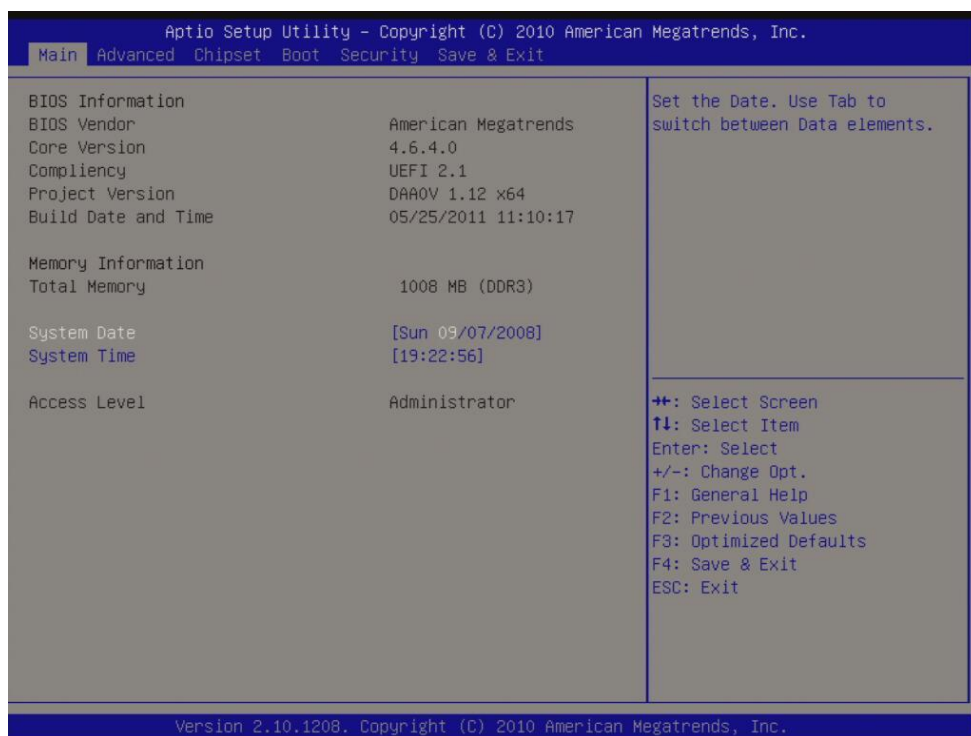 Aptio Setup Utility – Copyright (C) 2010 American Megatrends, Inc.
Main Advanced Chipset Boot Security Save & Exit
BIOS Information
BIOS Vendor American Megatrends
Core Version 4.6.4.0
Compliency UEFI 2.1
Project Version DAA0V 1.12 x64
Build Date and Time 05/25/2011 11:10:17
Memory Information
Total Memory 1008 MB (DDR3)
System Date [Sun 09/07/2008]
System Time [19:22:56]
Access Level Administrator
Set the Date. Use Tab to
switch between Data elements.
→←: Select Screen
↑↓: Select Item
Enter: Select
+/-: Change Opt.
F1: General Help
F2: Previous Values
F3: Optimized Defaults
F4: Save & Exit
ESC: Exit
Version 2.10.1208. Copyright (C) 2010 American Megatrends, Inc.